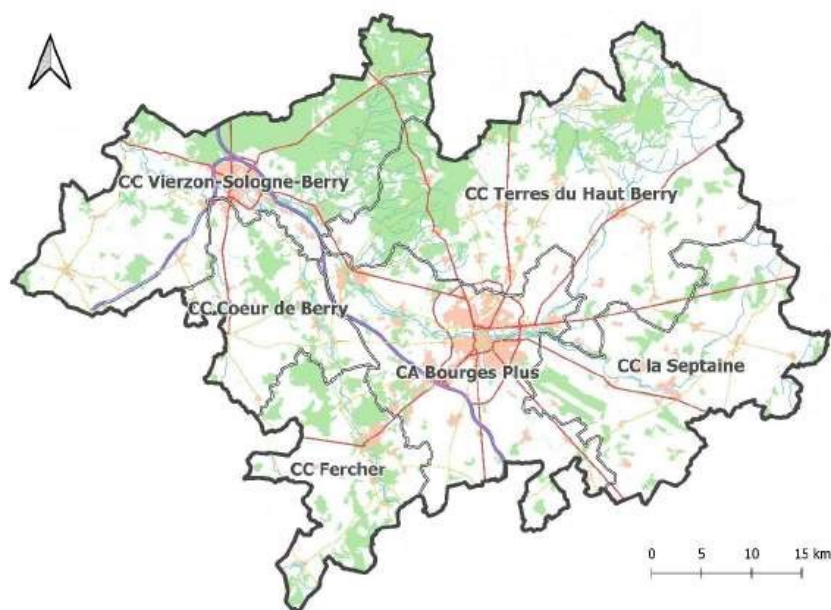 CC Vierzon-Sologne-Berry
CC Terres du Haut Berry
CC Coeur de Berry
CC la Septaine
CA Bourges Plus
CC Fercher
0 5 10 15 km